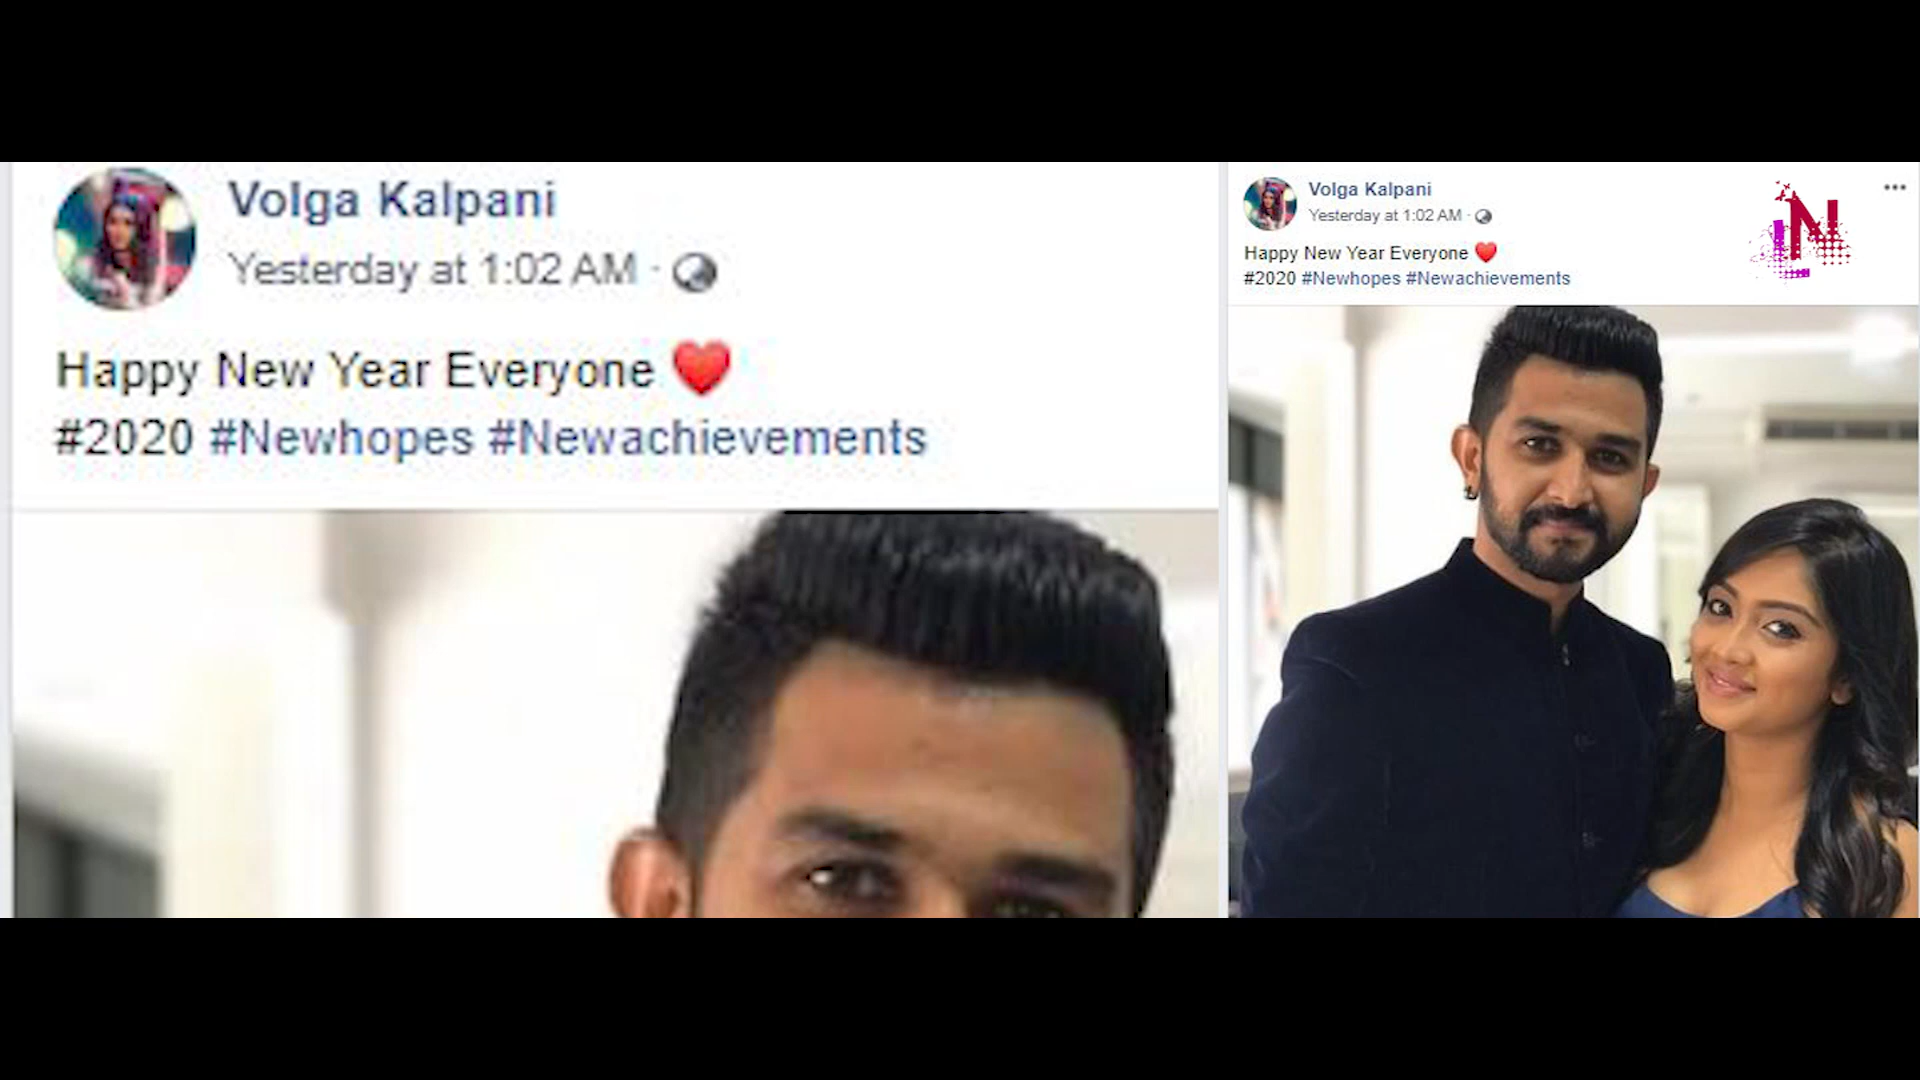 Volga Kalpani
Yesterday at 1:02 AM ·
Happy New Year Everyone ❤️
#2020 #Newhopes #Newachievements
Volga Kalpani
Yesterday at 1:02 AM ·
Happy New Year Everyone ❤️
#2020 #Newhopes #Newachievements
N